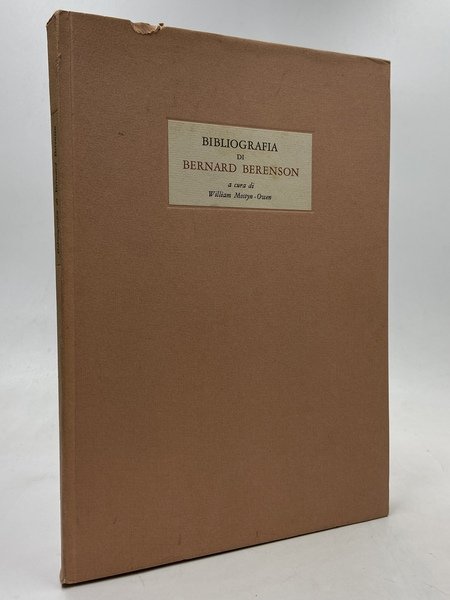 BIBLIOGRAFIA
DI
BERNARD BERENSON
a cura di
William Mostyn-Owen